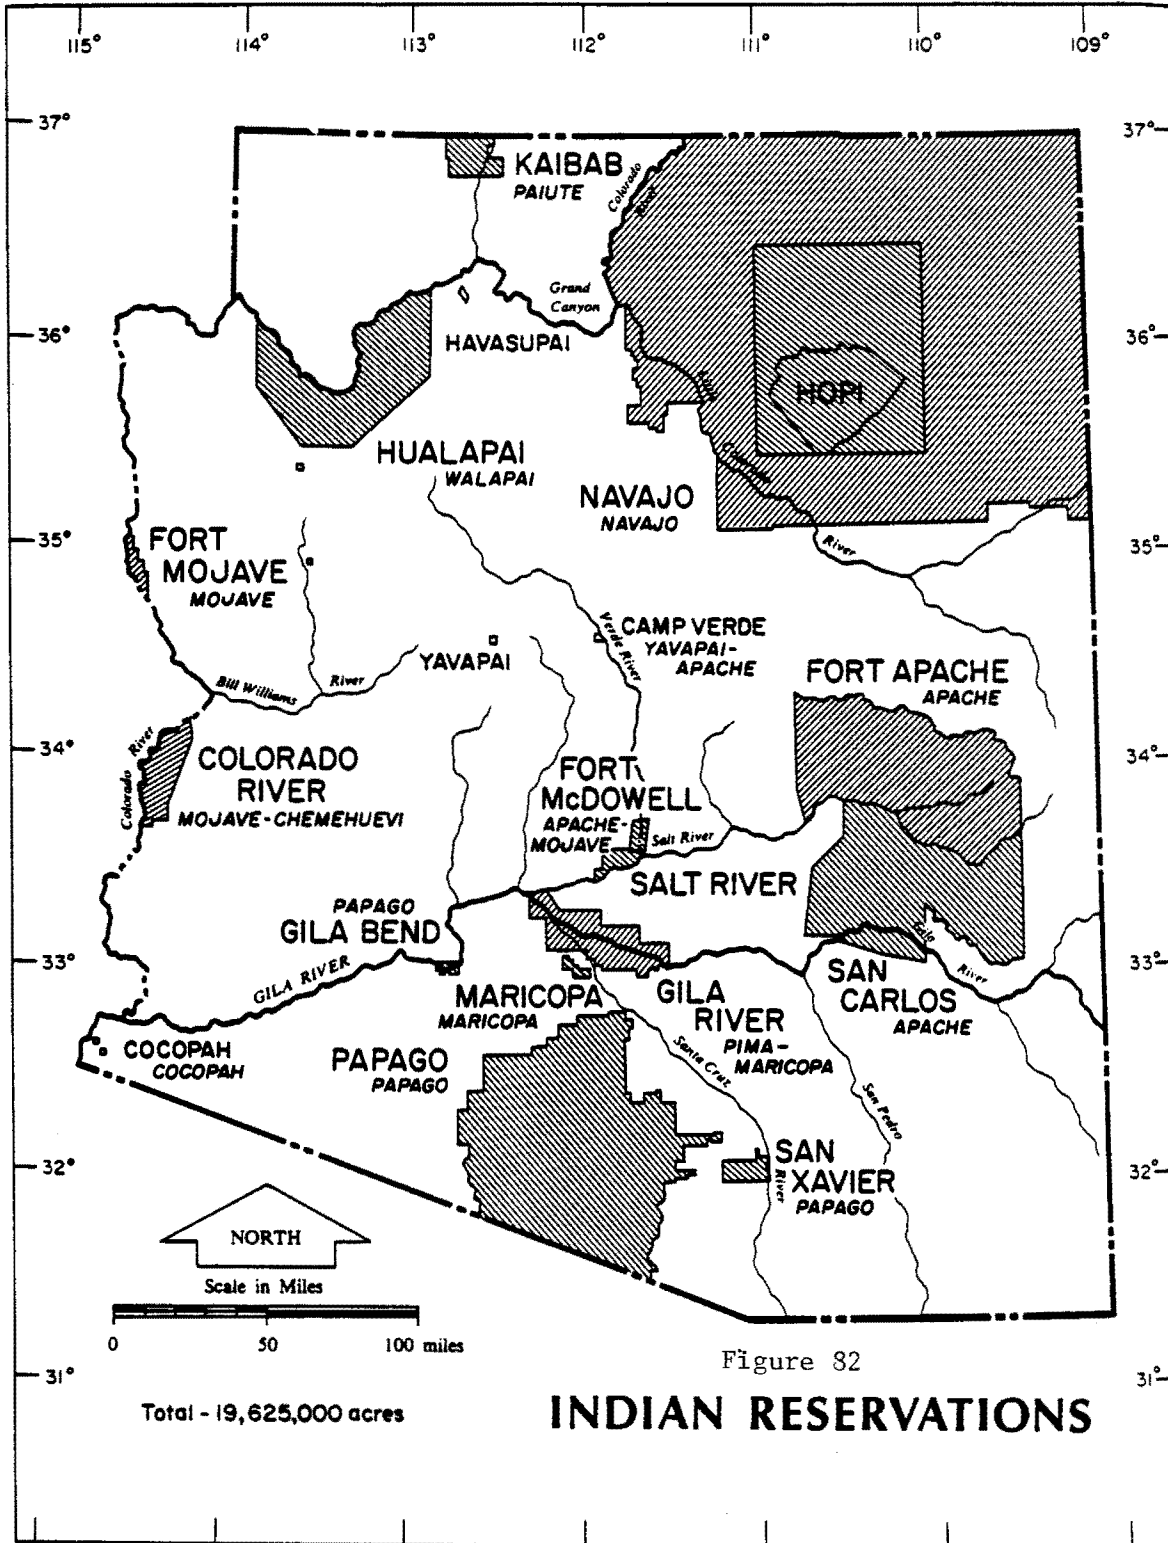 115° 114° 113° 112° 111° 110° 109°
37° 37°
KAIBAB
PAIUTE
Colorado
River
Grand
Canyon
36° 36°
HAVASUPAI
HOPI
Little
Colorado
River
HUALAPAI
WALAPAI
NAVAJO
NAVAJO
35° 35°
FORT
MOJAVE
MOJAVE
Verde River
CAMP VERDE
YAVAPAI-
APACHE
YAVAPAI
Bill Williams River
FORT APACHE
APACHE
34° 34°
Colorado River
COLORADO
RIVER
MOJAVE-CHEMEHUEVI
FORT
McDOWELL
APACHE-
MOJAVE
Salt River
SALT RIVER
PAPAGO
GILA BEND
33° 33°
GILA RIVER
Gila
River
SAN
CARLOS
APACHE
MARICOPA
MARICOPA
GILA
RIVER
PIMA-
MARICOPA
COCOPAH
COCOPAH
PAPAGO
PAPAGO
Santa Cruz
River
San Pedro
32° 32°
SAN
XAVIER
PAPAGO
NORTH
Scale in Miles
0 50 100 miles
Figure 82
31° 31°
Total - 19,625,000 acres
INDIAN RESERVATIONS